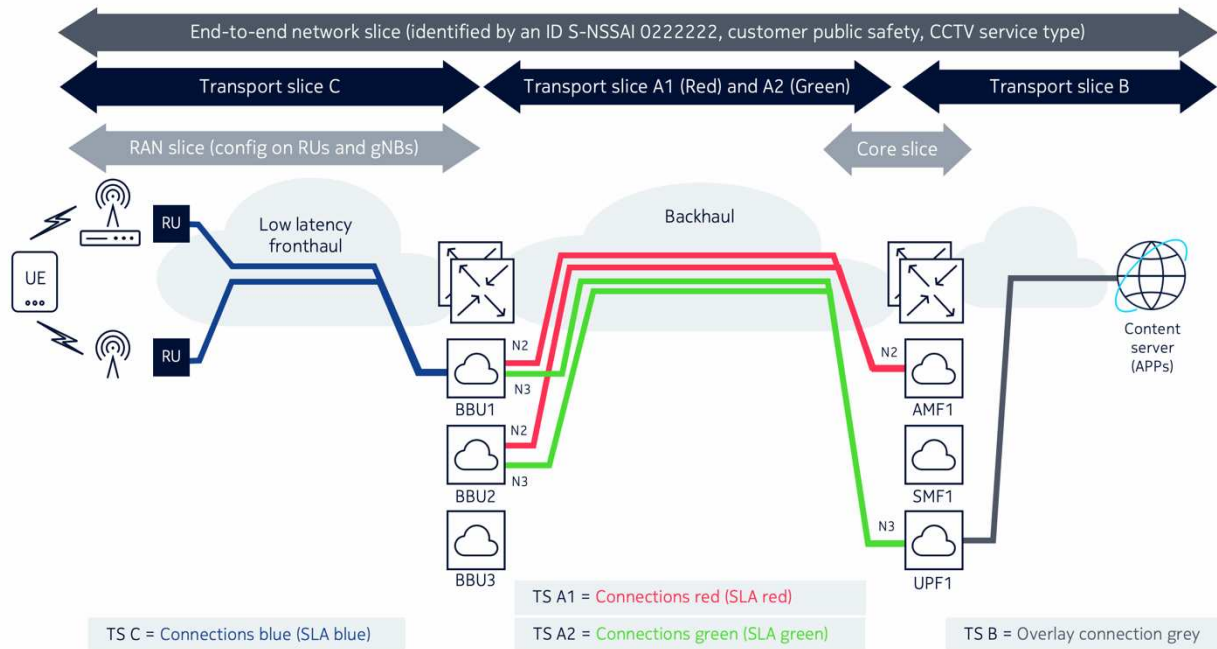 End-to-end network slice (identified by an ID S-NSSAI 0222222, customer public safety, CCTV service type)
Transport slice C
Transport slice A1 (Red) and A2 (Green)
Transport slice B
RAN slice (config on RUs and gNBs)
Core slice
Low latency
fronthaul
Backhaul
RU
UE
RU
N2
N3
BBU1
N2
N3
BBU2
BBU3
N2
AMF1
SMF1
N3
UPF1
Content
server
(APPs)
TS C = Connections blue (SLA blue)
TS A1 = Connections red (SLA red)
TS A2 = Connections green (SLA green)
TS B = Overlay connection grey